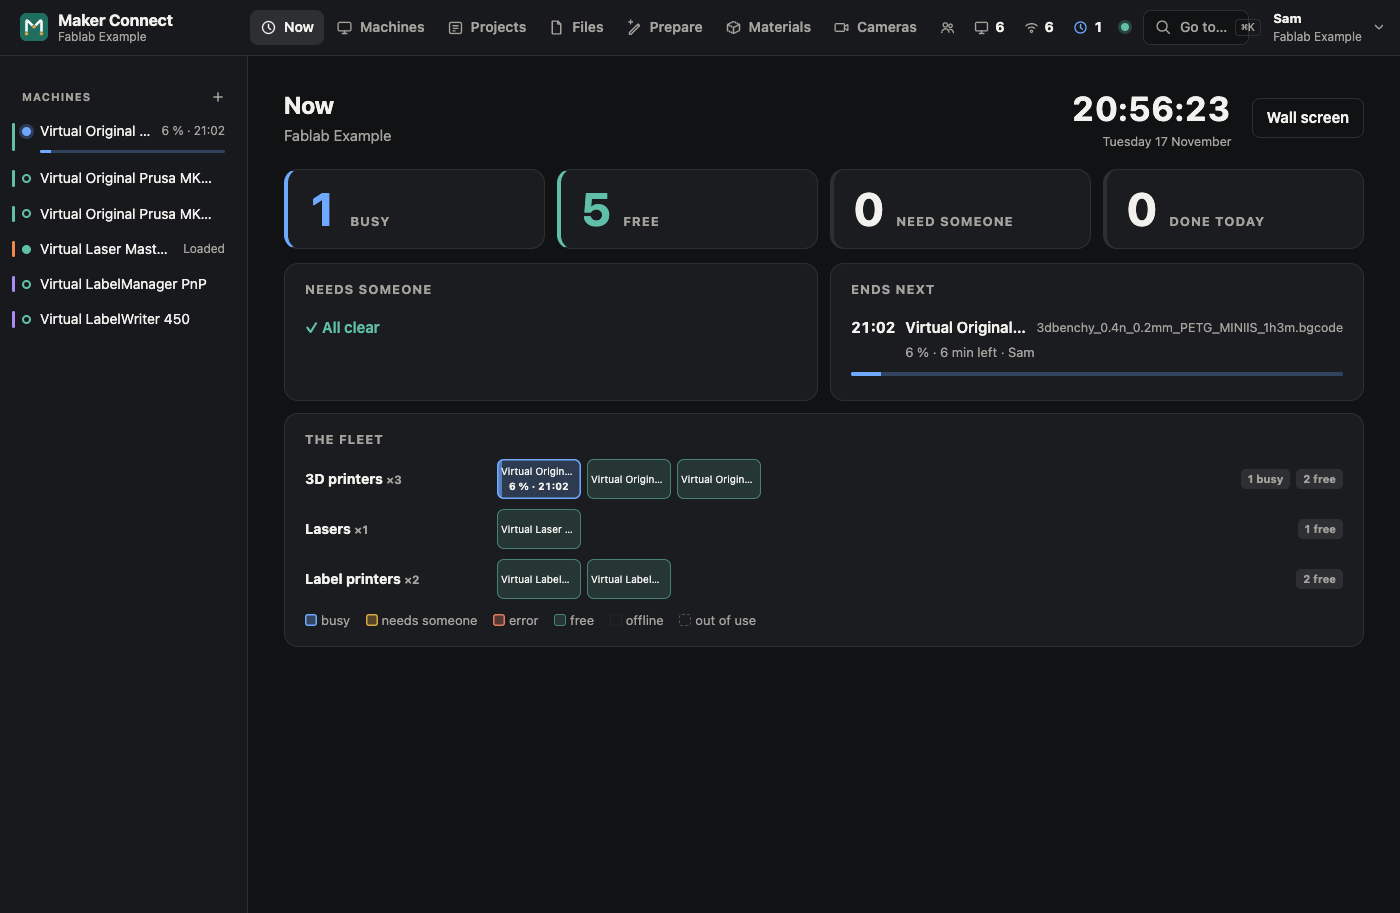 Maker Connect
Fablab Example
Now
Machines
Projects
Files
Prepare
Materials
Cameras
6
6
1
Go to...
⌘K
Sam
Fablab Example
MACHINES
Virtual Original ... 6 % · 21:02
Virtual Original Prusa MK...
Virtual Original Prusa MK...
Virtual Laser Mast... Loaded
Virtual LabelManager PnP
Virtual LabelWriter 450
Now
Fablab Example
20:56:23
Tuesday 17 November
Wall screen
1 BUSY
5 FREE
0 NEED SOMEONE
0 DONE TODAY
NEEDS SOMEONE
✓ All clear
ENDS NEXT
21:02 Virtual Original... 3dbenchy_0.4n_0.2mm_PETG_MINIIS_1h3m.bgcode
6 % · 6 min left · Sam
THE FLEET
3D printers ×3
Virtual Origin...
6 % · 21:02
Virtual Origin...
Virtual Origin...
1 busy
2 free
Lasers ×1
Virtual Laser ...
1 free
Label printers ×2
Virtual Label...
Virtual Label...
2 free
busy
needs someone
error
free
offline
out of use